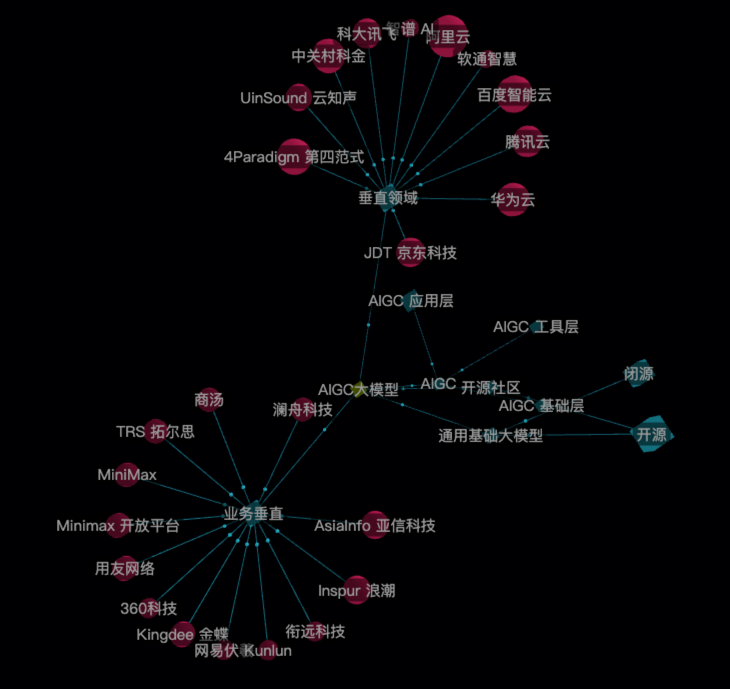 科大讯飞
智谱 AI
阿里云
中关村科金
软通智慧
UinSound 云知声
百度智能云
腾讯云
4Paradigm 第四范式
垂直领域
华为云
JDT 京东科技
AIGC 应用层
AIGC 工具层
闭源
AIGC大模型
AIGC
开源社区
商汤
澜舟科技
AIGC 基础层
TRS 拓尔思
通用基础大模型
开源
MiniMax
业务垂直
Minimax 开放平台
AsiaInfo 亚信科技
用友网络
Inspur 浪潮
360科技
Kingdee 金蝶
衔远科技
网易伏羲
Kunlun